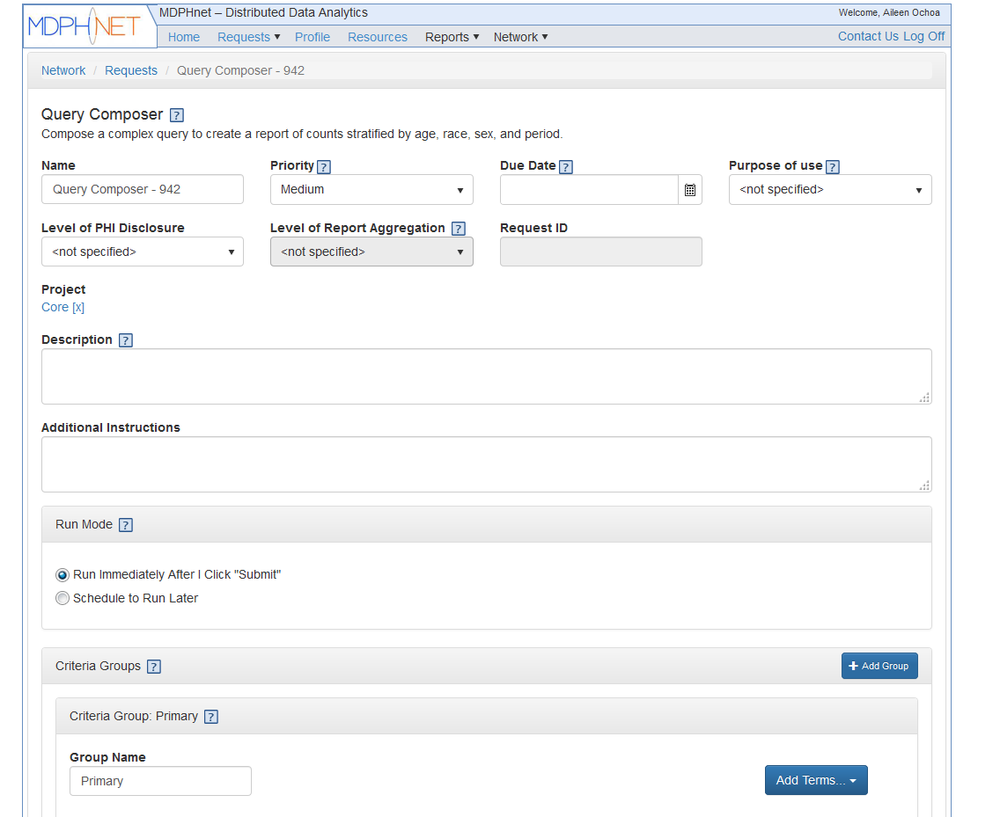 MDPHNET
MDPHnet – Distributed Data Analytics
Welcome, Aileen Ochoa
Home Requests ▼ Profile Resources Reports ▼ Network ▼
Contact Us Log Off
Network / Requests / Query Composer - 942
Query Composer ?
Compose a complex query to create a report of counts stratified by age, race, sex, and period.
Name Priority ? Due Date ? Purpose of use ?
Query Composer - 942 Medium <not specified>
Level of PHI Disclosure Level of Report Aggregation ? Request ID
<not specified> <not specified>
Project
Core [x]
Description ?
Additional Instructions
Run Mode ?
Run Immediately After I Click "Submit"
Schedule to Run Later
Criteria Groups ? + Add Group
Criteria Group: Primary ?
Group Name
Primary Add Terms...